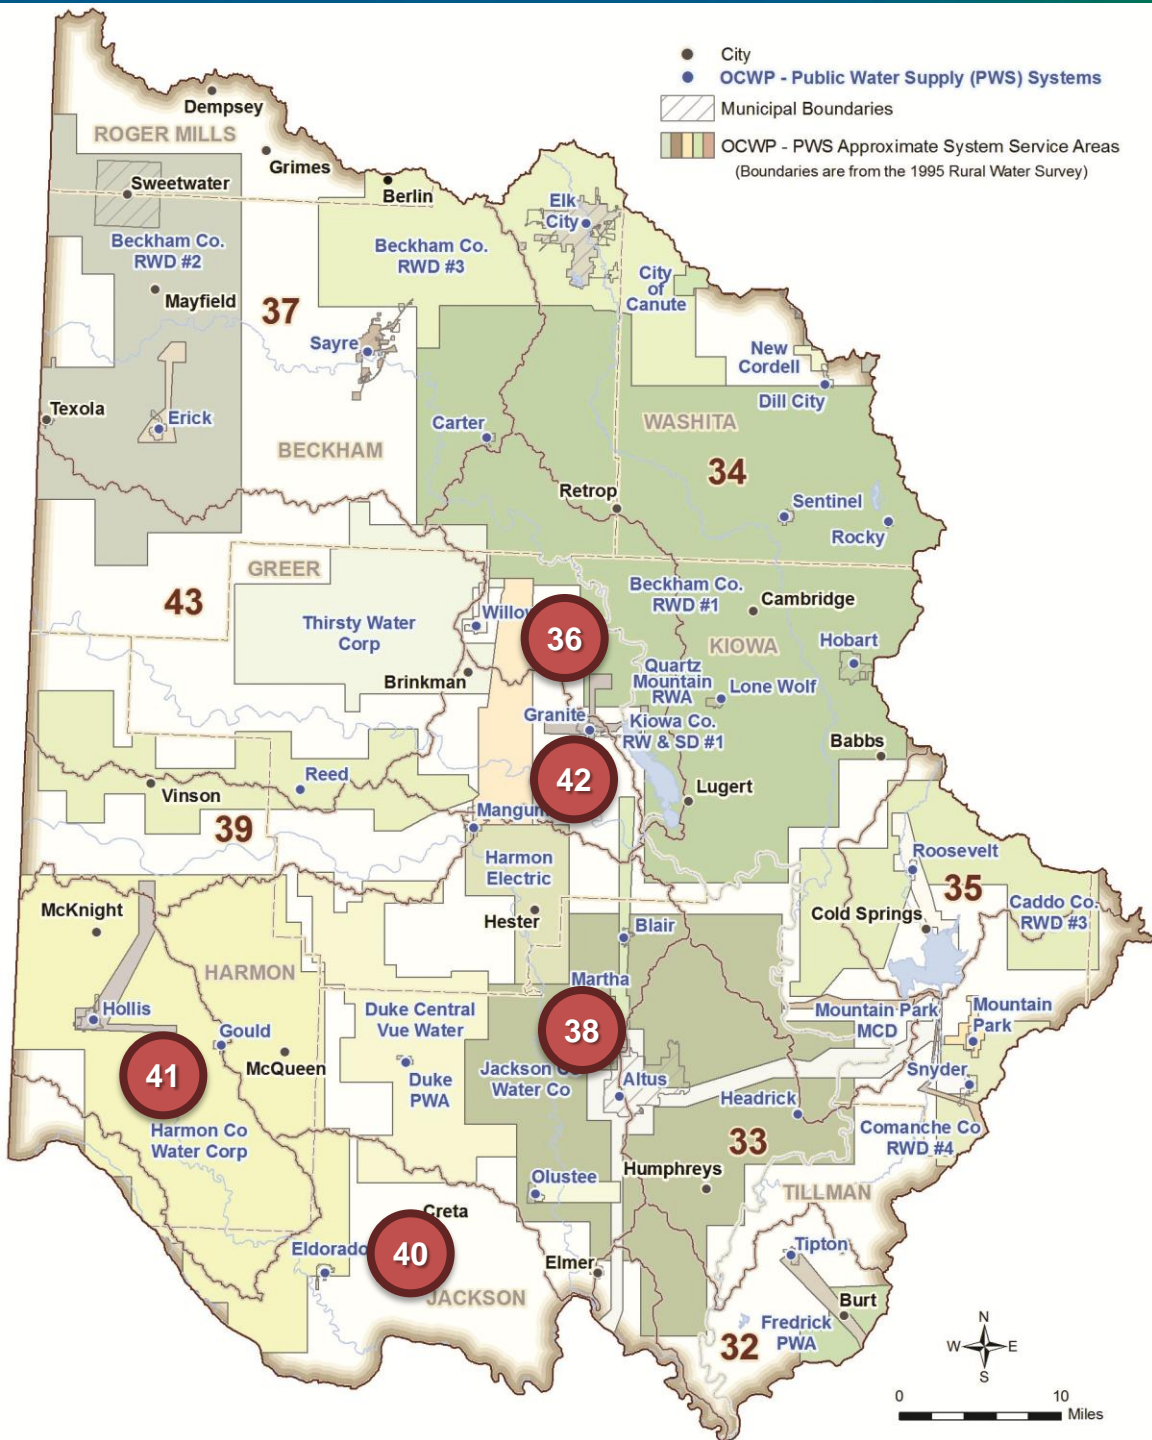 City
OCWP - Public Water Supply (PWS) Systems
Municipal Boundaries
OCWP - PWS Approximate System Service Areas
(Boundaries are from the 1995 Rural Water Survey)
Dempsey
ROGER MILLS
Grimes
Sweetwater
Berlin
Elk
City
Beckham Co.
RWD #2
Beckham Co.
RWD #3
City
of
Canute
Mayfield
37
Sayre
New
Cordell
Dill City
Texola
Erick
Carter
WASHITA
BECKHAM
34
Retrop
Sentinel
Rocky
GREER
43
Beckham Co.
RWD #1
Cambridge
Thirsty Water
Corp
Willow
36
KIOWA
Hobart
Brinkman
Quartz
Mountain
RWA
Lone Wolf
Granite
Kiowa Co.
RW & SD #1
Babbs
42
Reed
Vinson
Lugert
Mangum
39
Harmon
Electric
Roosevelt
35
McKnight
Hester
Cold Springs
Caddo Co.
RWD #3
Blair
HARMON
Martha
Hollis
Duke Central
Vue Water
Mountain Park
MCD
Mountain
Park
Gould
38
McQueen
41
Duke
PWA
Jackson Co
Water Co
Altus
Snyder
Headrick
Harmon Co
Water Corp
33
Comanche Co
RWD #4
Humphreys
Olustee
TILLMAN
Creta
Eldorado
40
Elmer
Tipton
JACKSON
Burt
Fredrick
PWA
32
N
W E
S
0 10
Miles